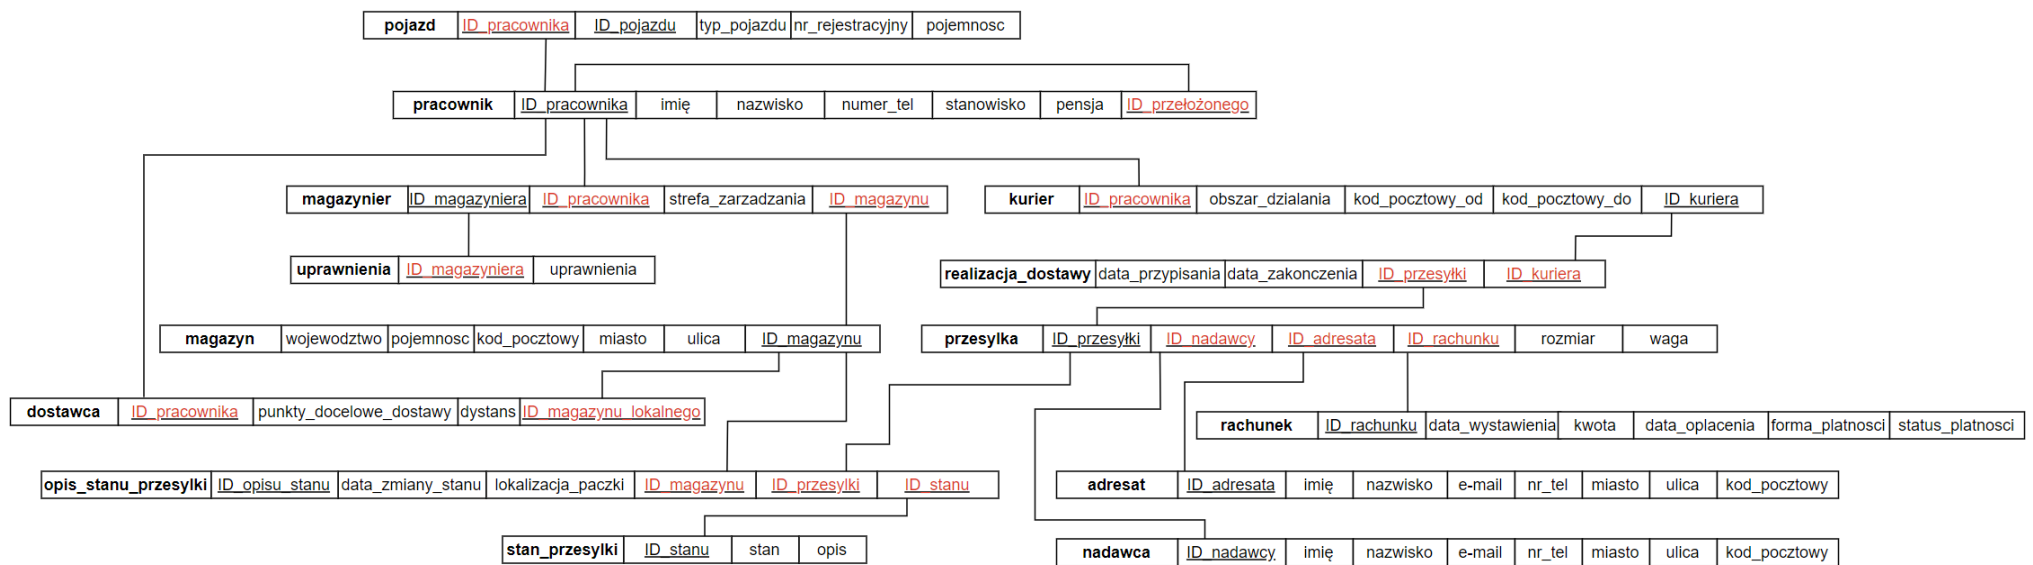 pojazd ID_pracownika ID_pojazdu typ_pojazdu nr_rejestracyjny pojemnosc
pracownik ID_pracownika imię nazwisko numer_tel stanowisko pensja ID_przełożonego
magazynier ID_magazyniera ID_pracownika strefa_zarzadzania ID_magazynu
kurier ID_pracownika obszar_dzialania kod_pocztowy_od kod_pocztowy_do ID_kuriera
uprawnienia ID_magazyniera uprawnienia
realizacja_dostawy data_przypisania data_zakonczenia ID_przesyłki ID_kuriera
magazyn wojewodztwo pojemnosc kod_pocztowy miasto ulica ID_magazynu
przesylka ID_przesyłki ID_nadawcy ID_adresata ID_rachunku rozmiar waga
dostawca ID_pracownika punkty_docelowe_dostawy dystans ID_magazynu_lokalnego
rachunek ID_rachunku data_wystawienia kwota data_oplacenia forma_platnosci status_platnosci
opis_stanu_przesylki ID_opisu_stanu data_zmiany_stanu lokalizacja_paczki ID_magazynu ID_przesylki ID_stanu
adresat ID_adresata imię nazwisko e-mail nr_tel miasto ulica kod_pocztowy
stan_przesylki ID_stanu stan opis
nadawca ID_nadawcy imię nazwisko e-mail nr_tel miasto ulica kod_pocztowy